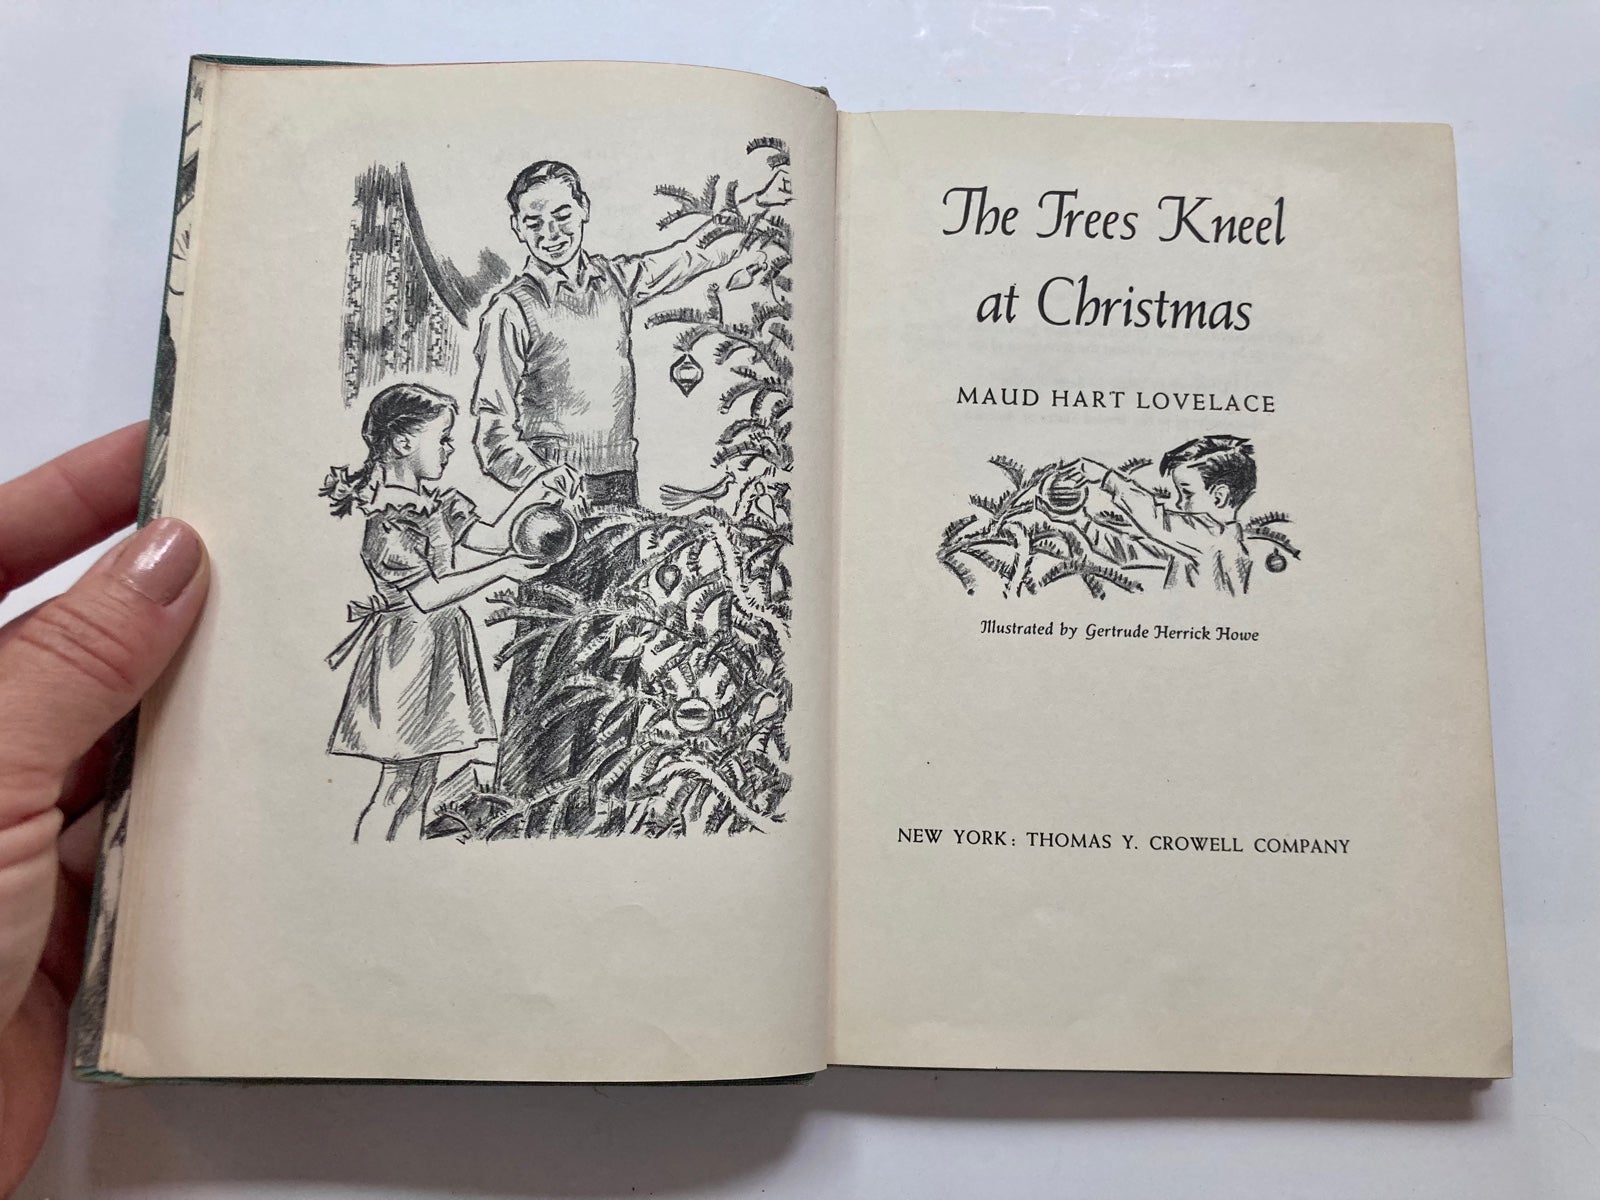 The Trees Kneel
at Christmas
MAUD HART LOVELACE
Illustrated by Gertrude Herrick Howe
NEW YORK: THOMAS Y. CROWELL COMPANY